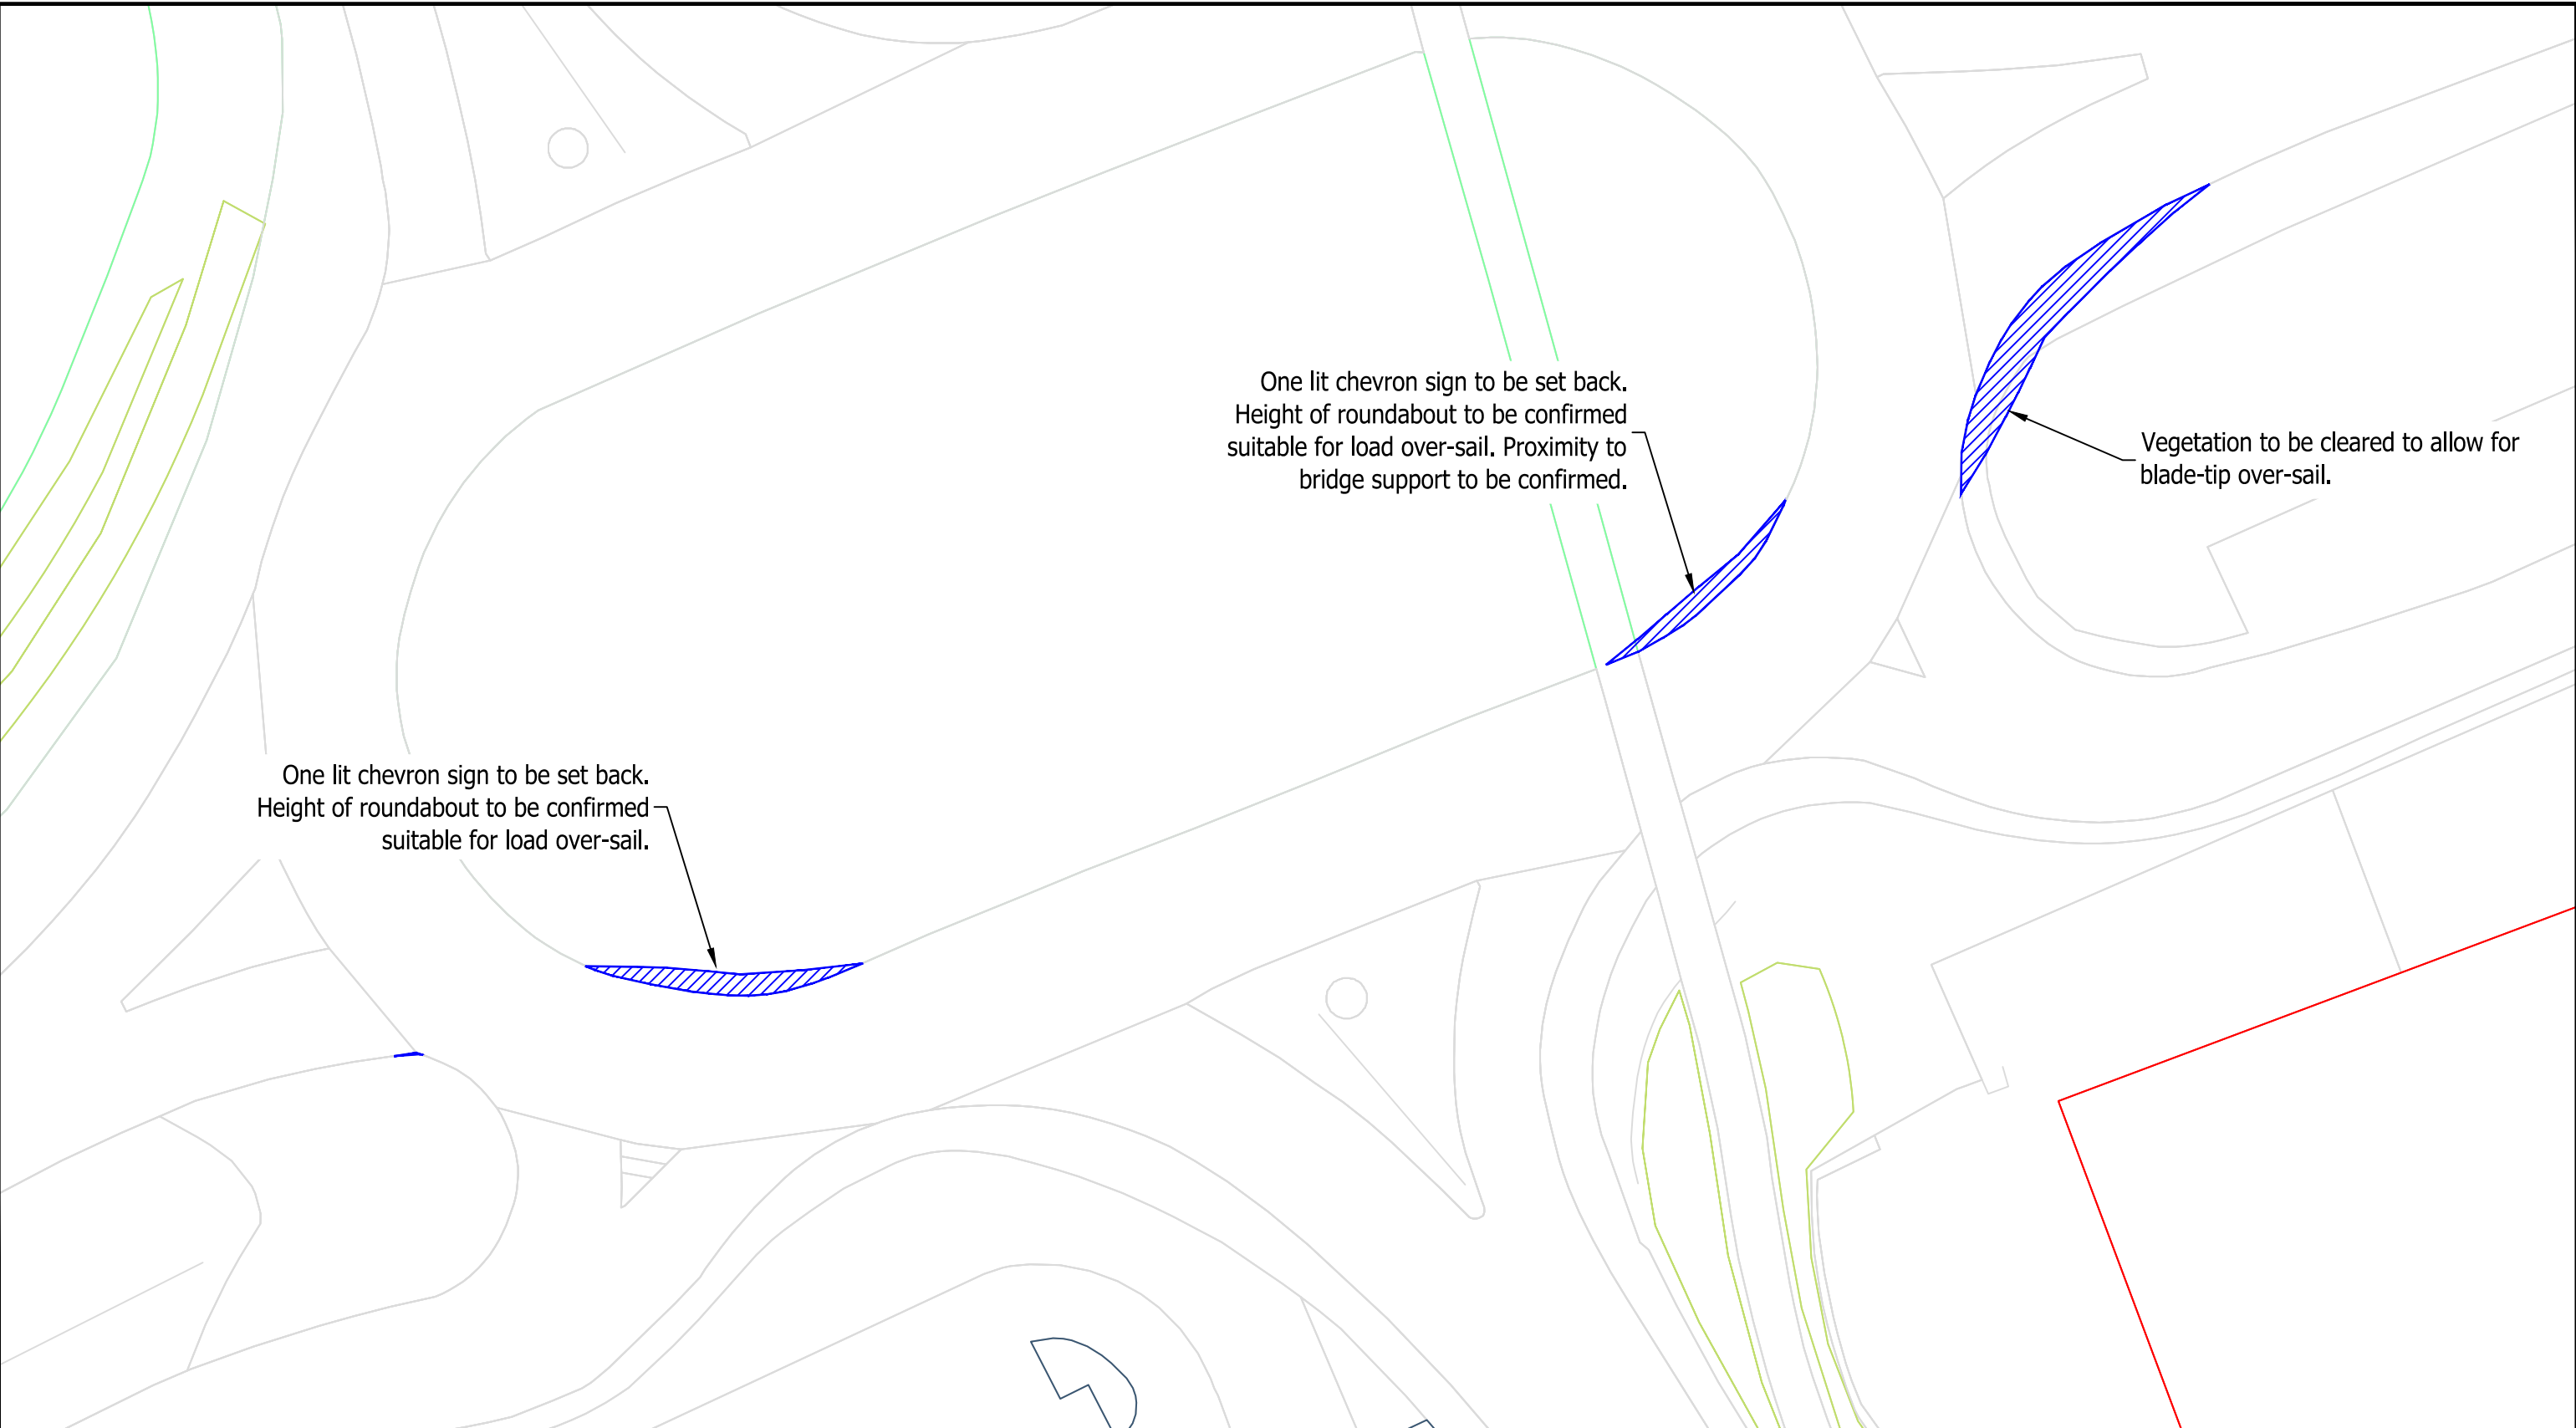 One lit chevron sign to be set back.
Height of roundabout to be confirmed
suitable for load over-sail. Proximity to
bridge support to be confirmed.
Vegetation to be cleared to allow for
blade-tip over-sail.
One lit chevron sign to be set back.
Height of roundabout to be confirmed
suitable for load over-sail.